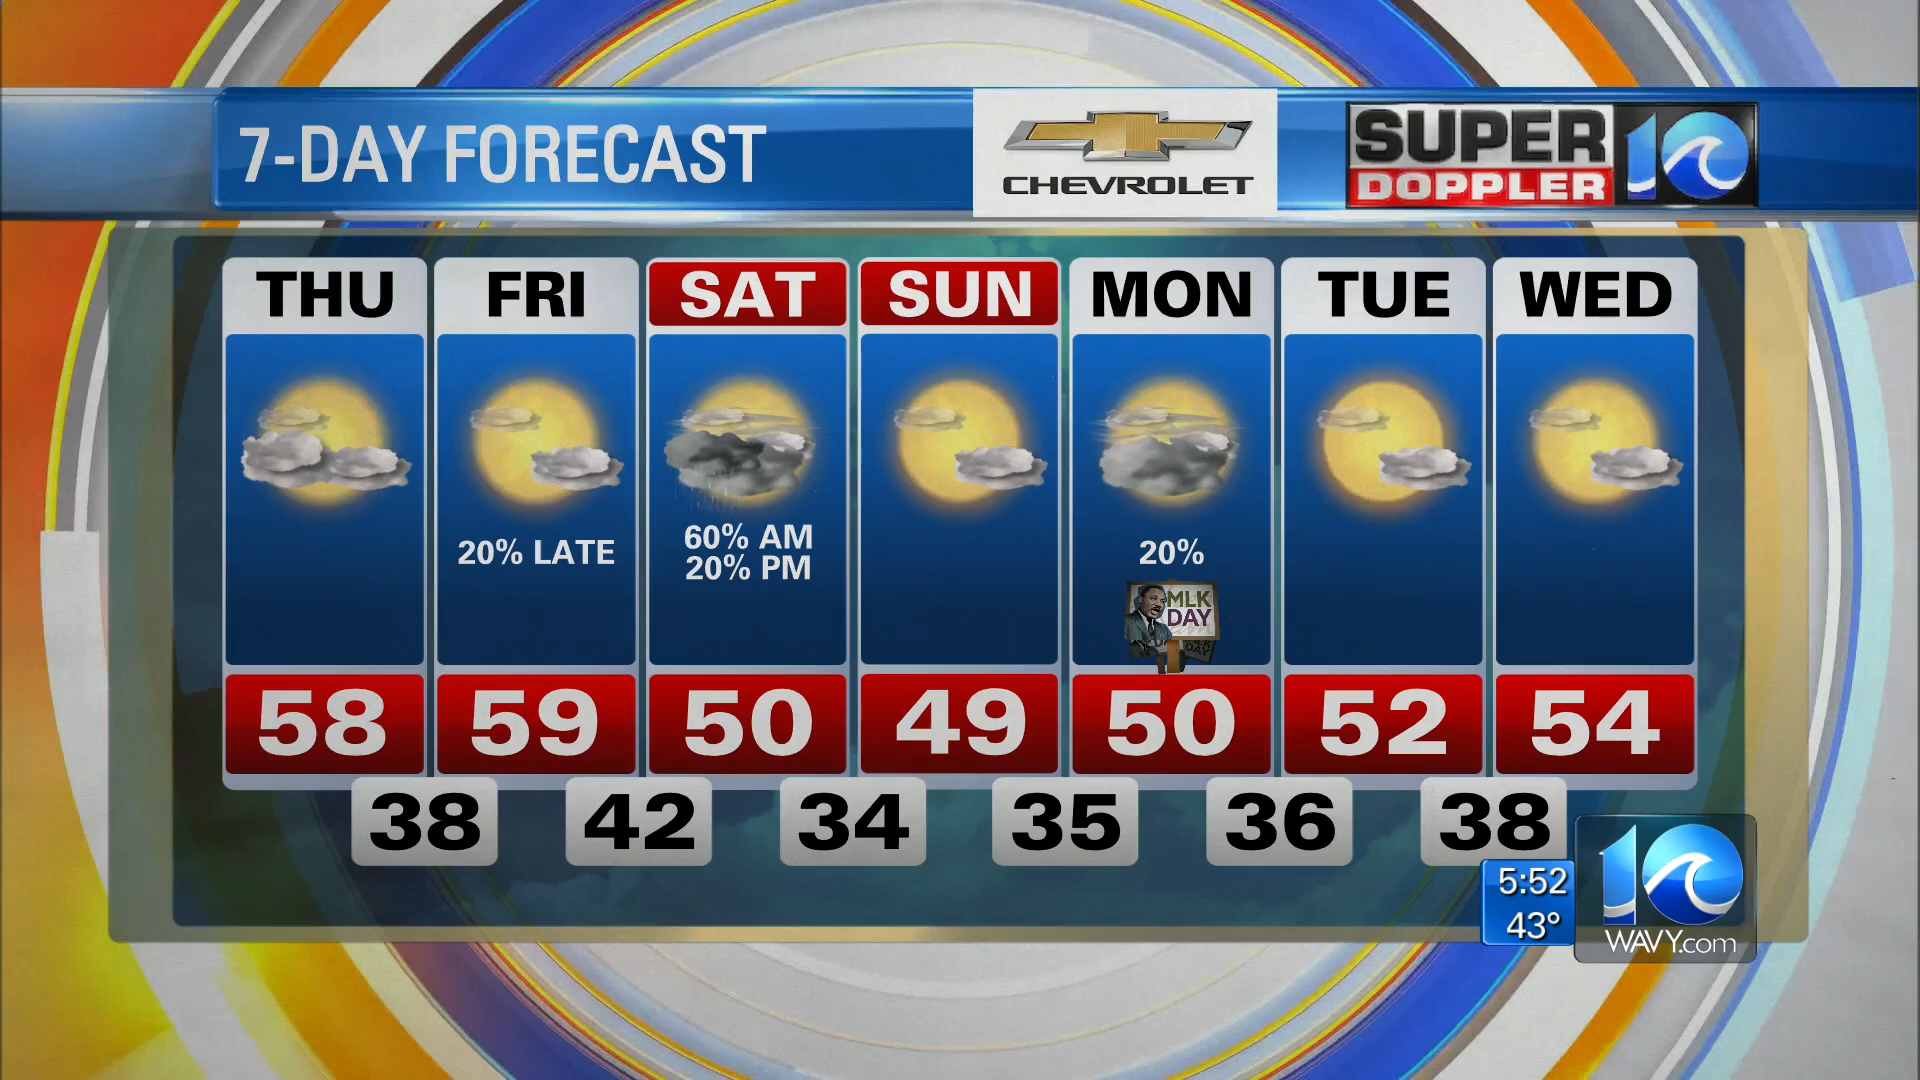 7-DAY FORECAST
CHEVROLET
SUPER
DOPPLER
10
THU FRI SAT SUN MON TUE WED
20% LATE
60% AM
20% PM
20%
MLK
DAY
58 59 50 49 50 52 54
38 42 34 35 36 38
5:52
43°
10
WAVY.com